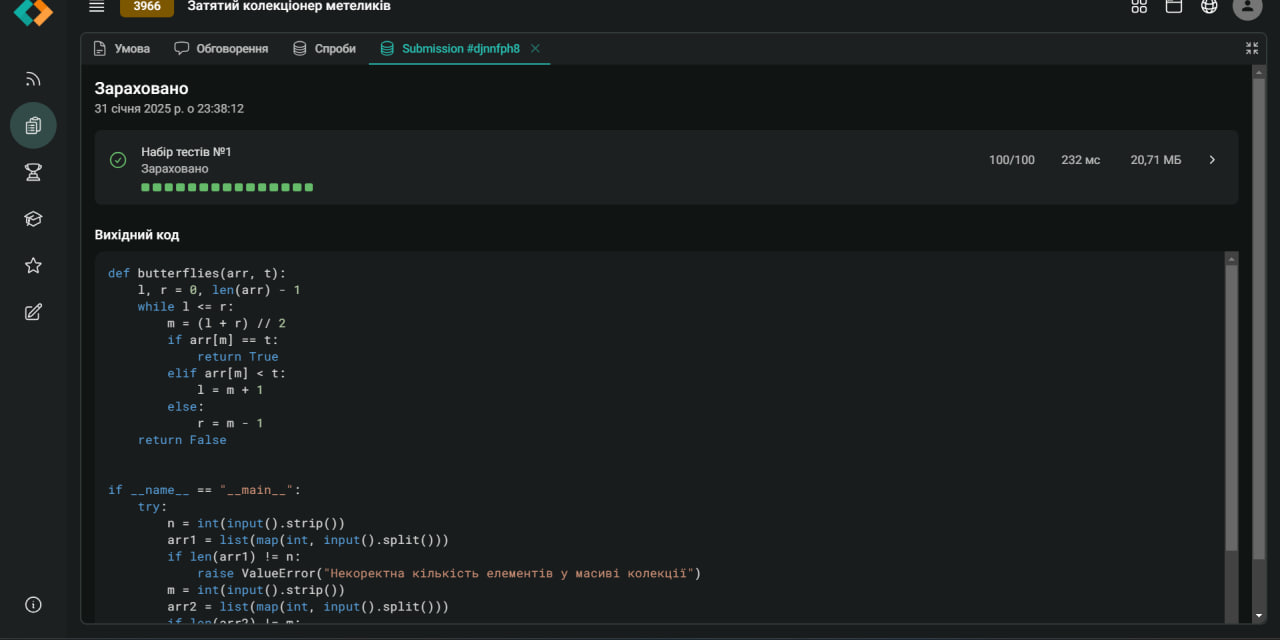 3966 Затятий колекціонер метеликів
Умова Обговорення Спроби Submission #djnnfph8
Зараховано
31 січня 2025 р. о 23:38:12
Набір тестів №1
Зараховано
100/100 232 мс 20,71 МБ
Вихідний код
def butterflies(arr, t):
    l, r = 0, len(arr) - 1
    while l <= r:
        m = (l + r) // 2
        if arr[m] == t:
            return True
        elif arr[m] < t:
            l = m + 1
        else:
            r = m - 1
    return False
if __name__ == "__main__":
    try:
        n = int(input().strip())
        arr1 = list(map(int, input().split()))
        if len(arr1) != n:
            raise ValueError("Некоректна кількість елементів у масиві колекції")
        m = int(input().strip())
        arr2 = list(map(int, input().split()))
        if len(arr2) != m: